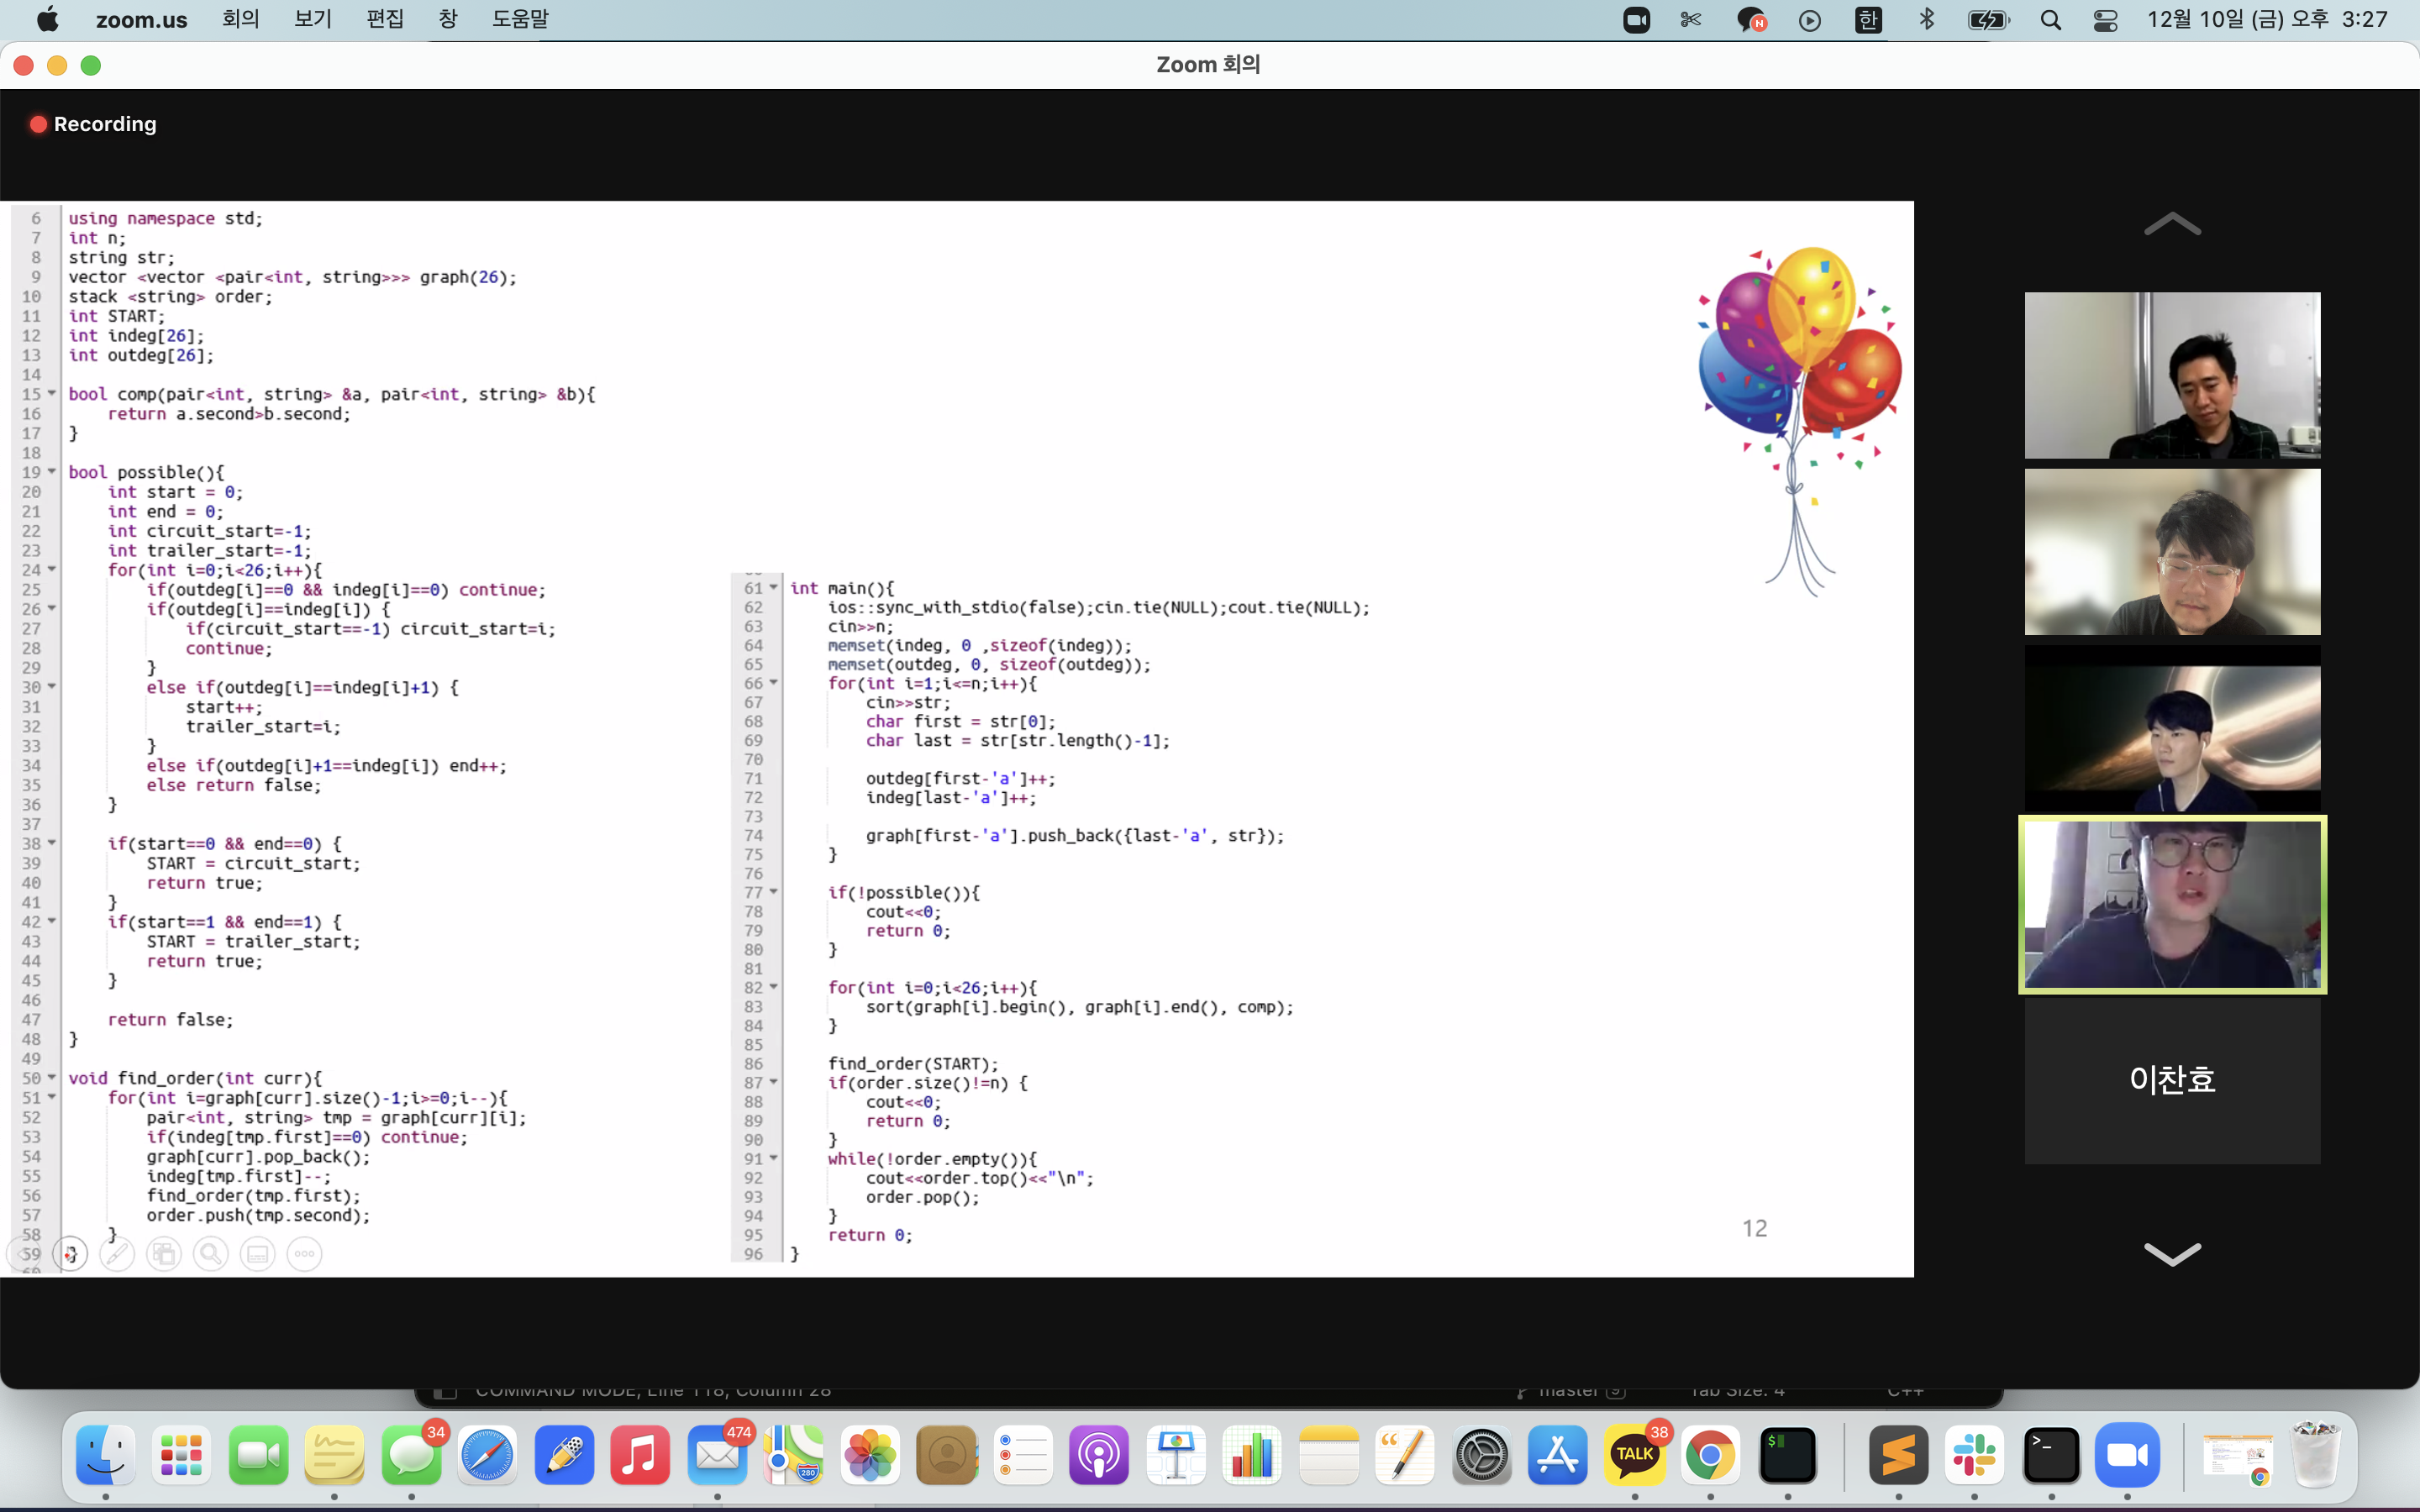 zoom.us 회의 보기 편집 창 도움말 N 한 12월 10일 (금) 오후 3:27
Zoom 회의
Recording
6 using namespace std;
7 int n;
8 string str;
9 vector <vector <pair<int, string>>> graph(26);
10 stack <string> order;
11 int START;
12 int indeg[26];
13 int outdeg[26];
14
15 bool comp(pair<int, string> &a, pair<int, string> &b){
16 return a.second>b.second;
17 }
18
19 bool possible(){
20 int start = 0;
21 int end = 0;
22 int circuit_start=-1;
23 int trailer_start=-1;
24 for(int i=0;i<26;i++){
25 if(outdeg[i]==0 && indeg[i]==0) continue;
26 if(outdeg[i]==indeg[i]) {
27 if(circuit_start==-1) circuit_start=i;
28 continue;
29 }
30 else if(outdeg[i]==indeg[i]+1) {
31 start++;
32 trailer_start=i;
33 }
34 else if(outdeg[i]+1==indeg[i]) end++;
35 else return false;
36 }
37
38 if(start==0 && end==0) {
39 START = circuit_start;
40 return true;
41 }
42 if(start==1 && end==1) {
43 START = trailer_start;
44 return true;
45 }
46
47 return false;
48 }
49
50 void find_order(int curr){
51 for(int i=graph[curr].size()-1;i>=0;i--){
52 pair<int, string> tmp = graph[curr][i];
53 if(indeg[tmp.first]==0) continue;
54 graph[curr].pop_back();
55 indeg[tmp.first]--;
56 find_order(tmp.first);
57 order.push(tmp.second);
58 }
59 }
61 int main(){
62 ios::sync_with_stdio(false);cin.tie(NULL);cout.tie(NULL);
63 cin>>n;
64 memset(indeg, 0 ,sizeof(indeg));
65 memset(outdeg, 0, sizeof(outdeg));
66 for(int i=1;i<=n;i++){
67 cin>>str;
68 char first = str[0];
69 char last = str[str.length()-1];
70
71 outdeg[first-'a']++;
72 indeg[last-'a']++;
73
74 graph[first-'a'].push_back({last-'a', str});
75 }
76
77 if(!possible()){
78 cout<<0;
79 return 0;
80 }
81
82 for(int i=0;i<26;i++){
83 sort(graph[i].begin(), graph[i].end(), comp);
84 }
85
86 find_order(START);
87 if(order.size()!=n) {
88 cout<<0;
89 return 0;
90 }
91 while(!order.empty()){
92 cout<<order.top()<<"\n";
93 order.pop();
94 }
95 return 0;
96 }
12
이찬효
COMMAND MODE, Line 118, Column 28 master 9 Tab Size: 4 C++
34 474 280 TALK 38